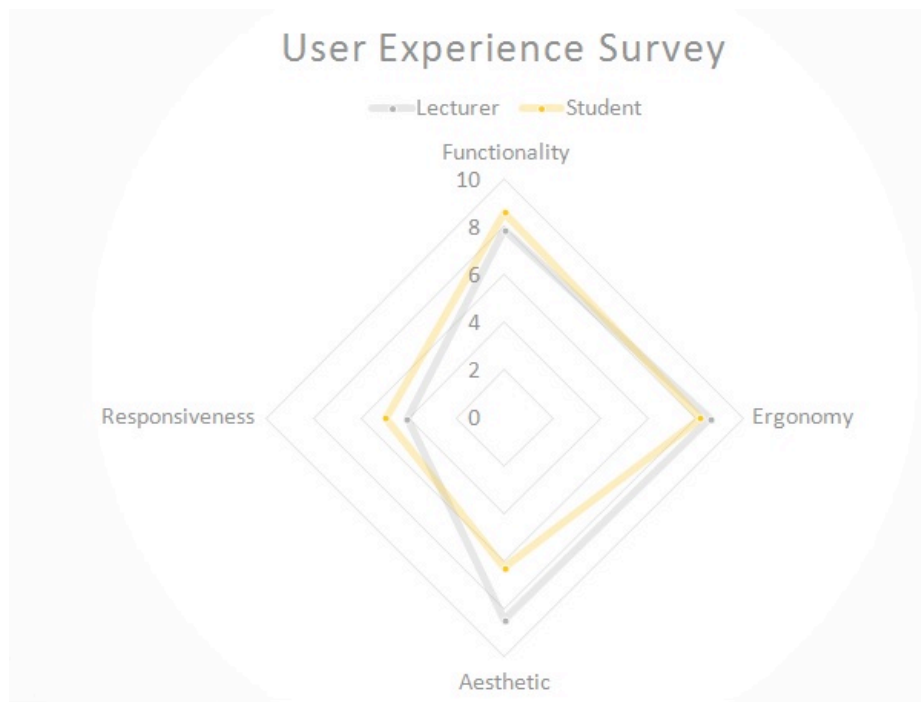 User Experience Survey
Lecturer Student
Functionality
10
8
6
4
2
Responsiveness 0 Ergonomy
Aesthetic